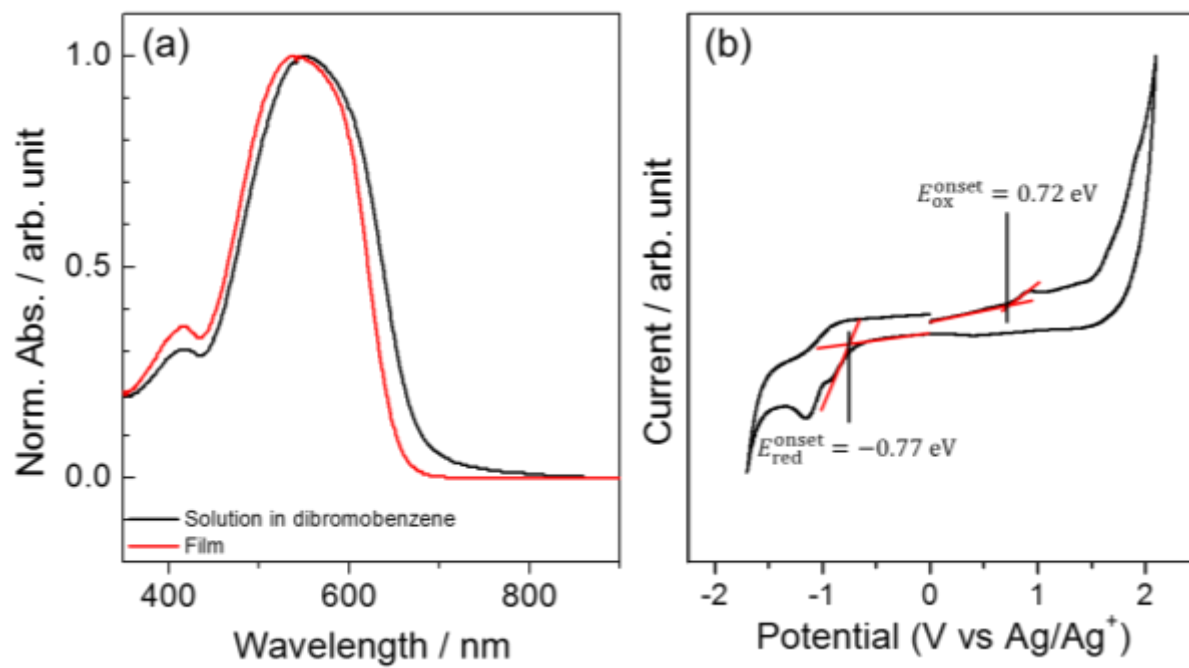 (a)
1.0
0.5
0.0
Norm. Abs. / arb. unit
Solution in dibromobenzene
Film
400
600
800
Wavelength / nm
(b)
Current / arb. unit
E_ox^onset = 0.72 eV
E_red^onset = −0.77 eV
-2
-1
0
1
2
Potential (V vs Ag/Ag⁺)